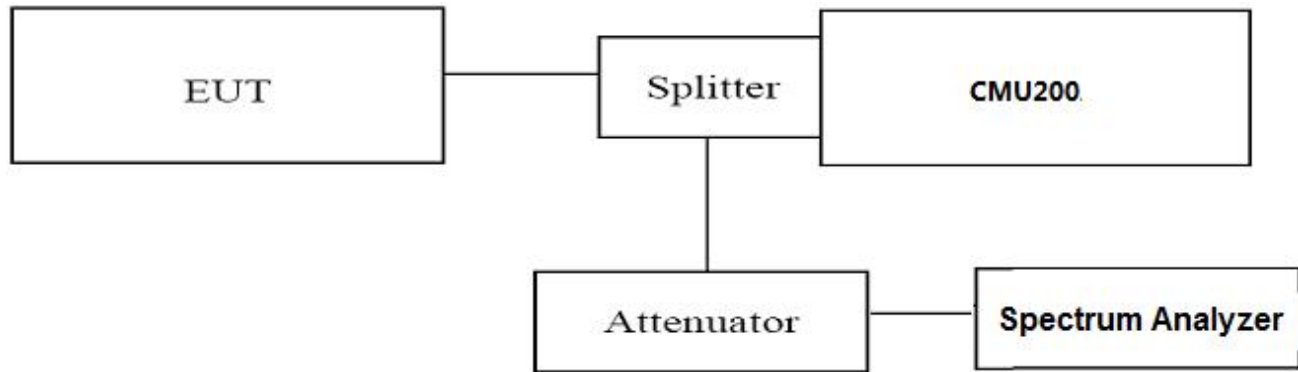 EUT
Splitter
CMU200.
Attenuator
Spectrum Analyzer